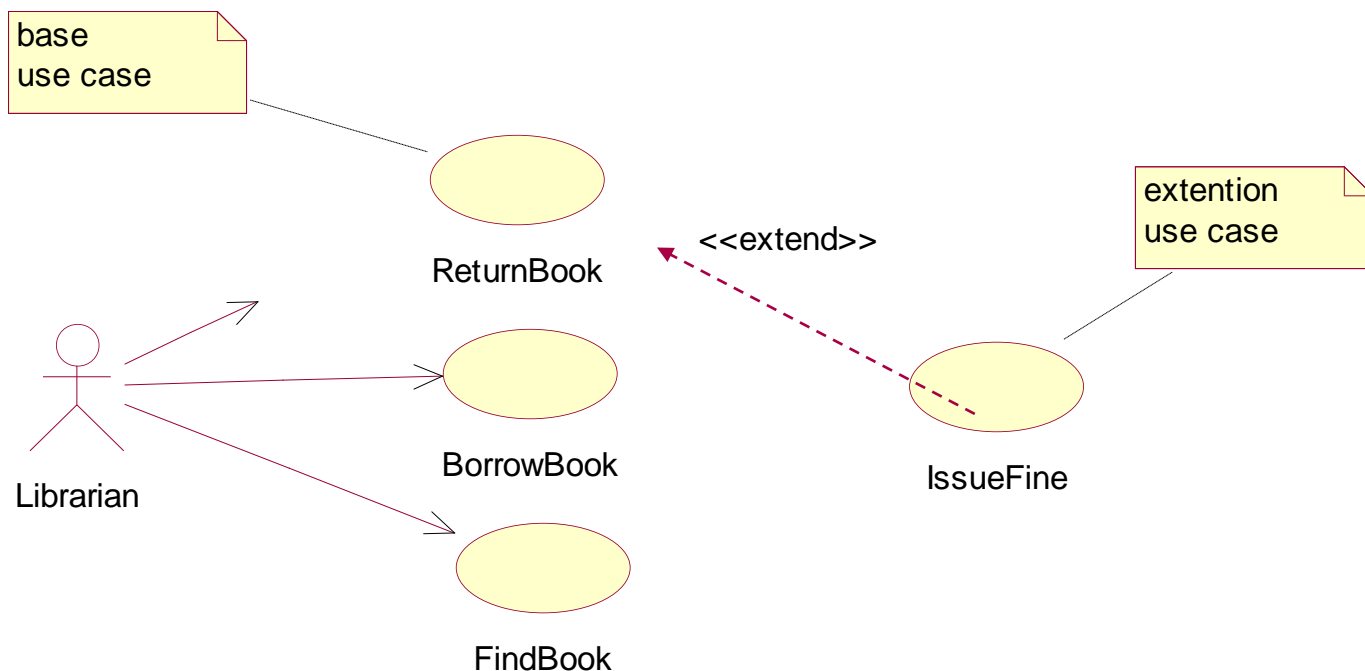 base
use case
extention
use case
<<extend>>
ReturnBook
BorrowBook
IssueFine
Librarian
FindBook